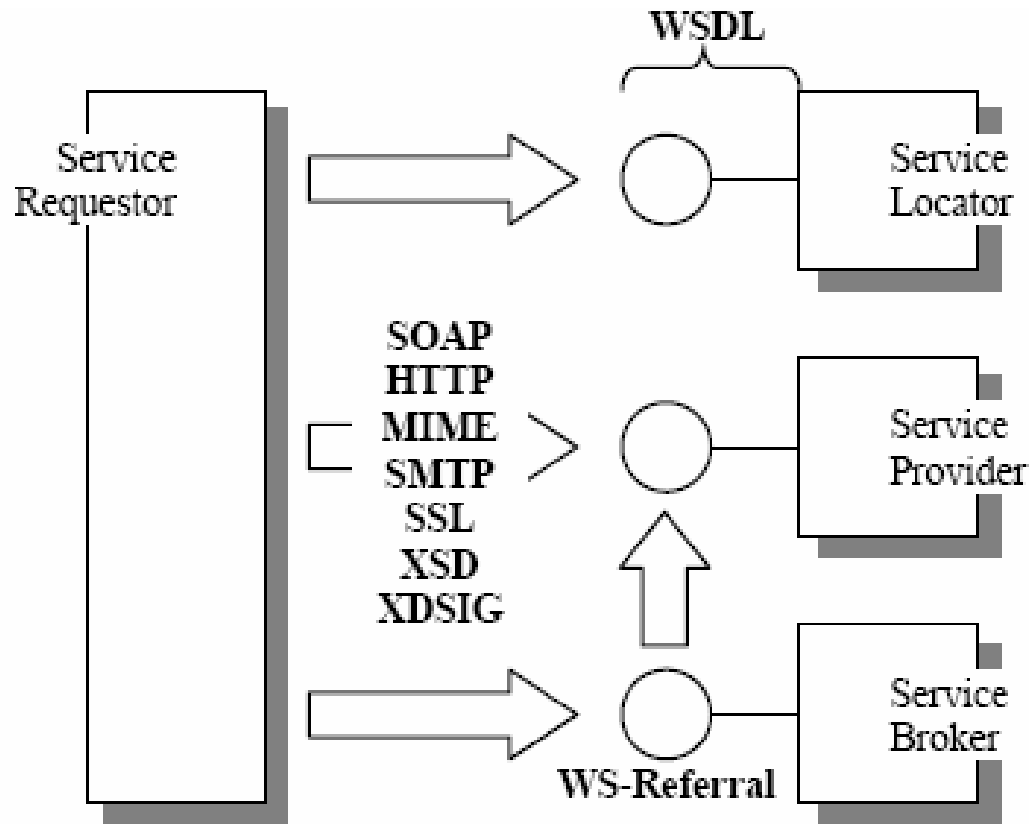 WSDL
Service
Requestor
Service
Locator
SOAP
HTTP
MIME
SMTP
SSL
XSD
XDSIG
Service
Provider
Service
Broker
WS-Referral